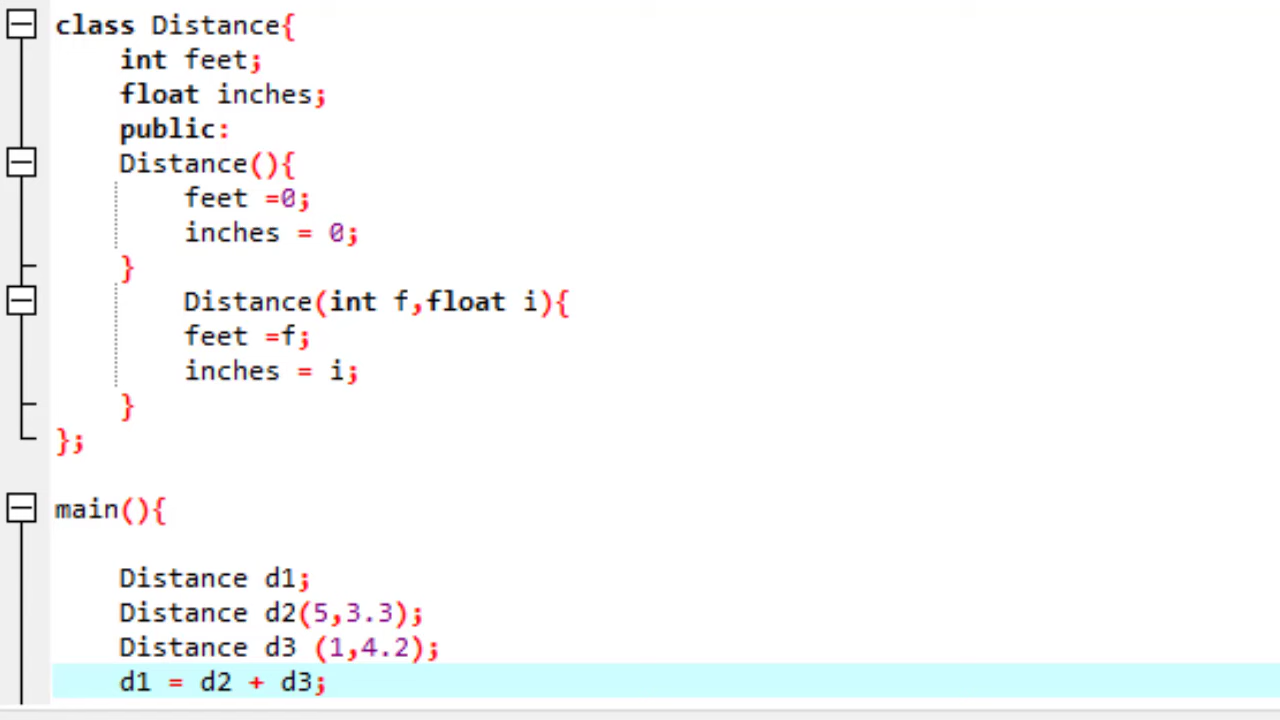 class Distance{
int feet;
float inches;
public:
Distance(){
feet =0;
inches = 0;
}
Distance(int f,float i){
feet =f;
inches = i;
}
};
main(){
Distance d1;
Distance d2(5,3.3);
Distance d3 (1,4.2);
d1 = d2 + d3;